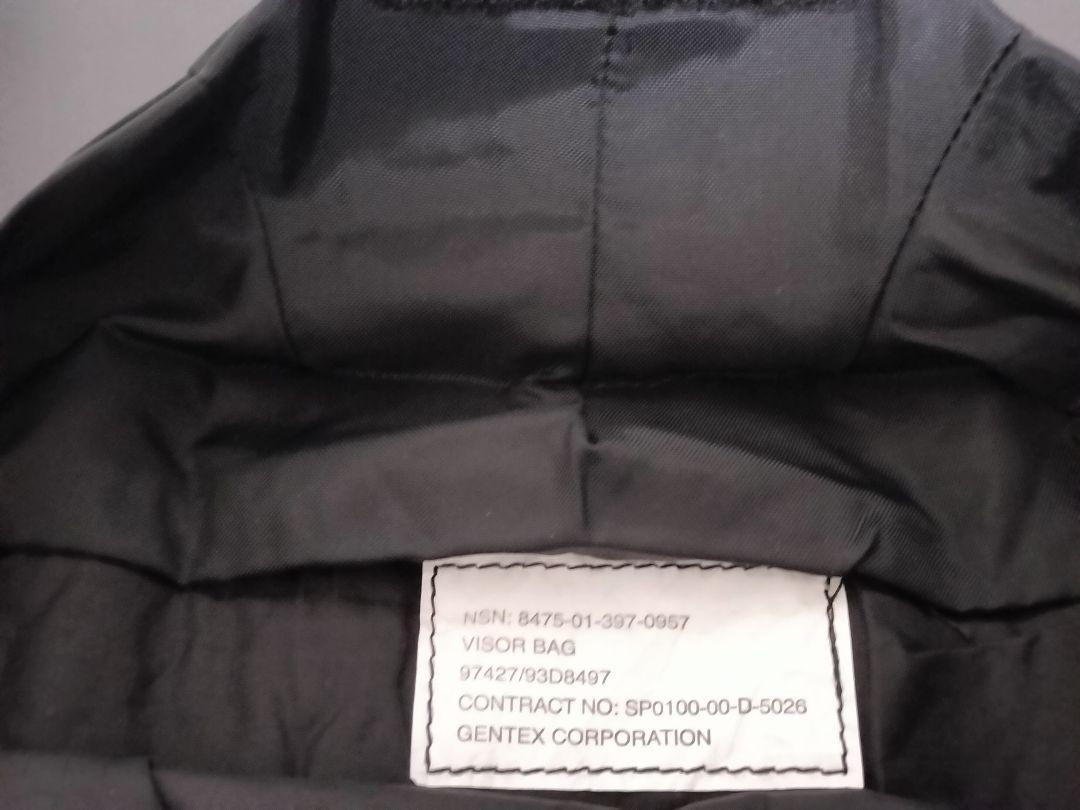 NSN: 8475-01-397-0957
VISOR BAG
97427/93D8497
CONTRACT NO: SP0100-00-D-5026
GENTEX CORPORATION